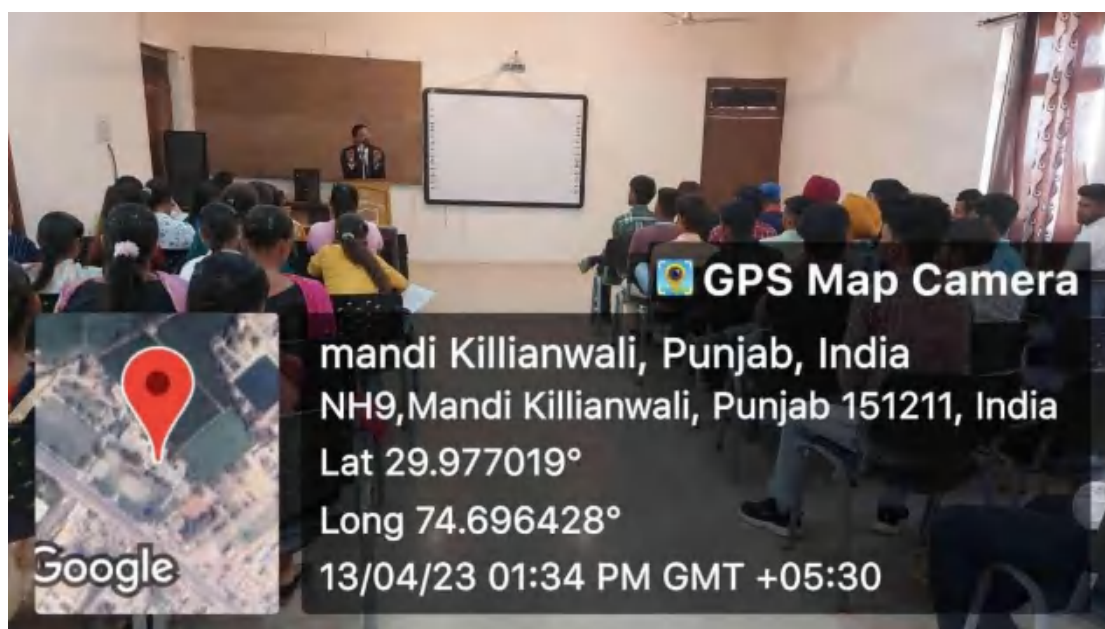 GPS Map Camera
mandi Killianwali, Punjab, India
NH9,Mandi Killianwali, Punjab 151211, India
Lat 29.977019°
Long 74.696428°
13/04/23 01:34 PM GMT +05:30
Google